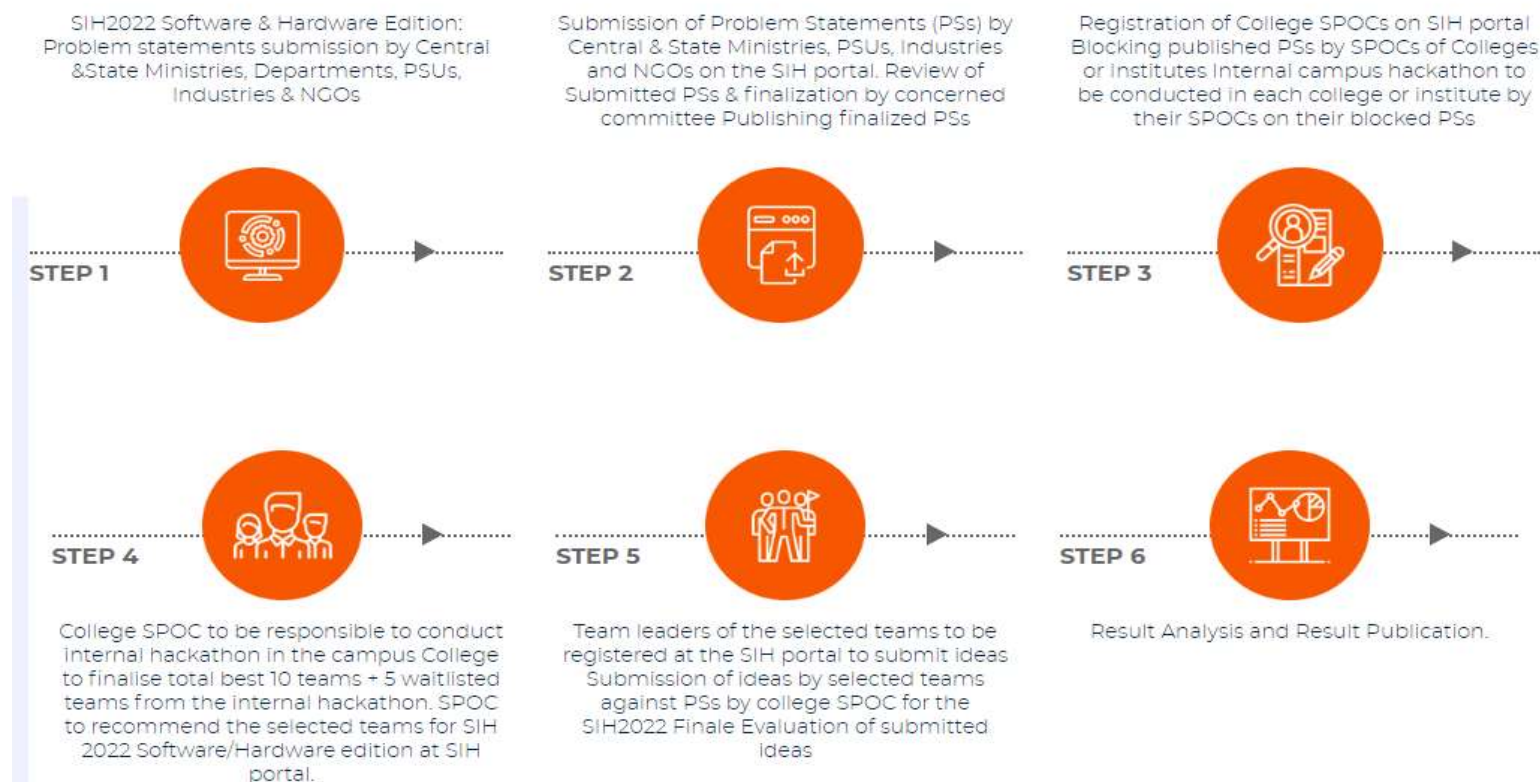 SIH2022 Software & Hardware Edition:
Problem statements submission by Central
&State Ministries, Departments, PSUs,
Industries & NGOs
Submission of Problem Statements (PSs) by
Central & State Ministries, PSUs, Industries
and NGOs on the SIH portal. Review of
Submitted PSs & finalization by concerned
committee Publishing finalized PSs
Registration of College SPOCs on SIH portal
Blocking published PSs by SPOCs of Colleges
or Institutes Internal campus hackathon to
be conducted in each college or institute by
their SPOCs on their blocked PSs
STEP 1
STEP 2
STEP 3
STEP 4
STEP 5
STEP 6
College SPOC to be responsible to conduct
internal hackathon in the campus College
to finalise total best 10 teams + 5 waitlisted
teams from the internal hackathon. SPOC
to recommend the selected teams for SIH
2022 Software/Hardware edition at SIH
portal.
Team leaders of the selected teams to be
registered at the SIH portal to submit ideas
Submission of ideas by selected teams
against PSs by college SPOC for the
SIH2022 Finale Evaluation of submitted
ideas
Result Analysis and Result Publication.